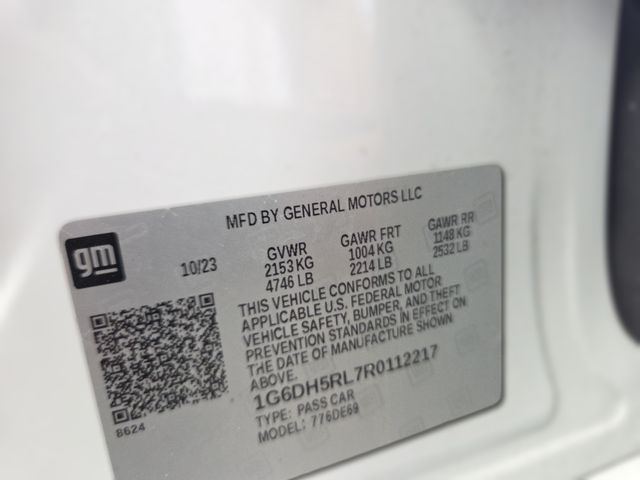 MFD BY GENERAL MOTORS LLC
gm
10/23
GVWR GAWR FRT GAWR RR
2153 KG 1004 KG 1148 KG
4746 LB 2214 LB 2532 LB
THIS VEHICLE CONFORMS TO ALL
APPLICABLE U.S. FEDERAL MOTOR
VEHICLE SAFETY, BUMPER, AND THEFT
PREVENTION STANDARDS IN EFFECT ON
THE DATE OF MANUFACTURE SHOWN
ABOVE.
1G6DH5RL7R0112217
TYPE: PASS CAR
MODEL: 776DE69
8624